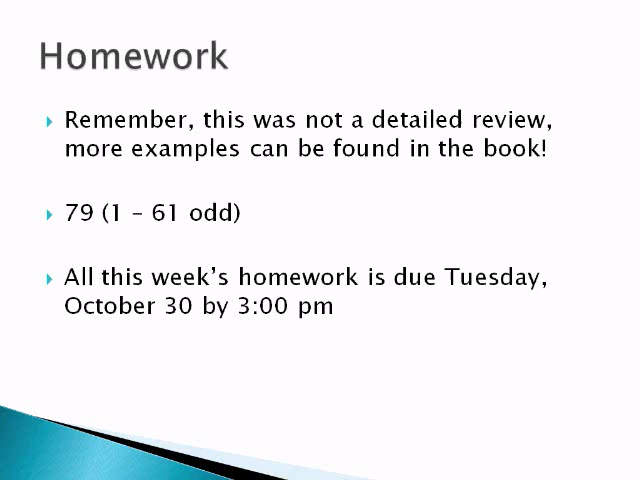 Homework
Remember, this was not a detailed review,
more examples can be found in the book!
79 (1 – 61 odd)
All this week's homework is due Tuesday,
October 30 by 3:00 pm